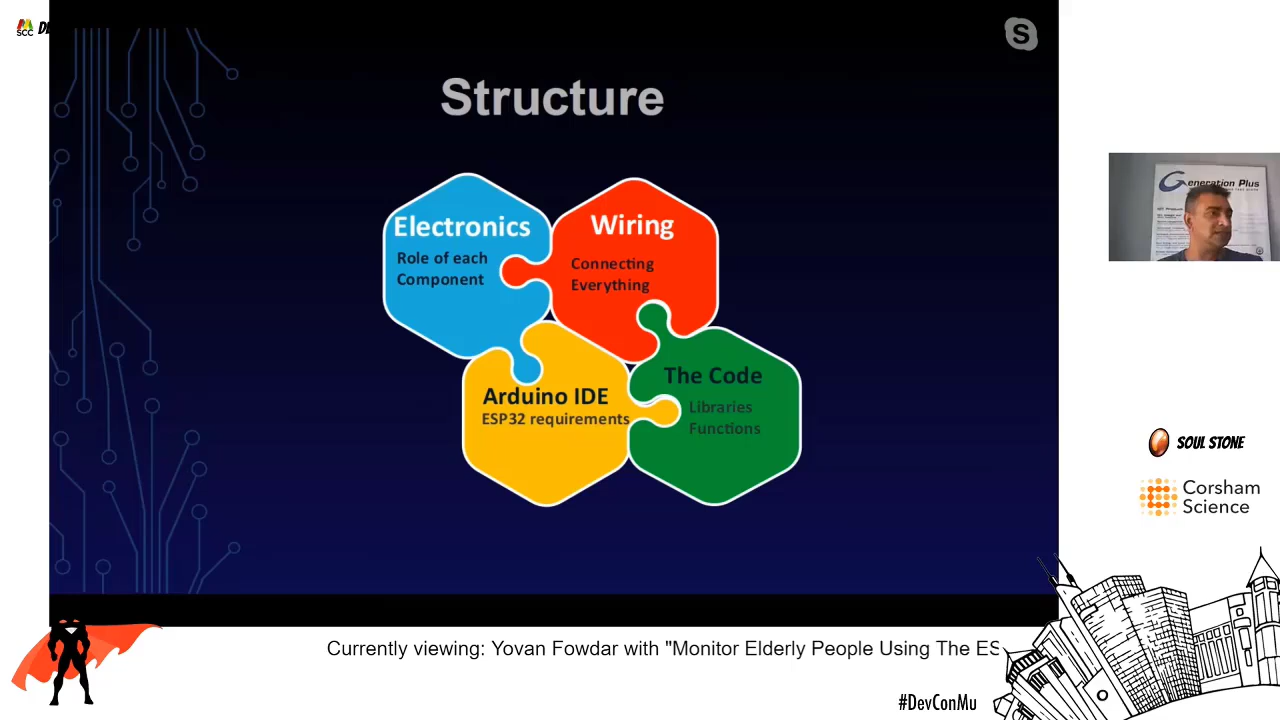 SCC
S
Structure
Electronics
Role of each
Component
Wiring
Connecting
Everything
Arduino IDE
ESP32 requirements
The Code
Libraries
Functions
Generation Plus
SOUL STONE
Corsham
Science
Currently viewing: Yovan Fowdar with "Monitor Elderly People Using The ES
#DevConMu